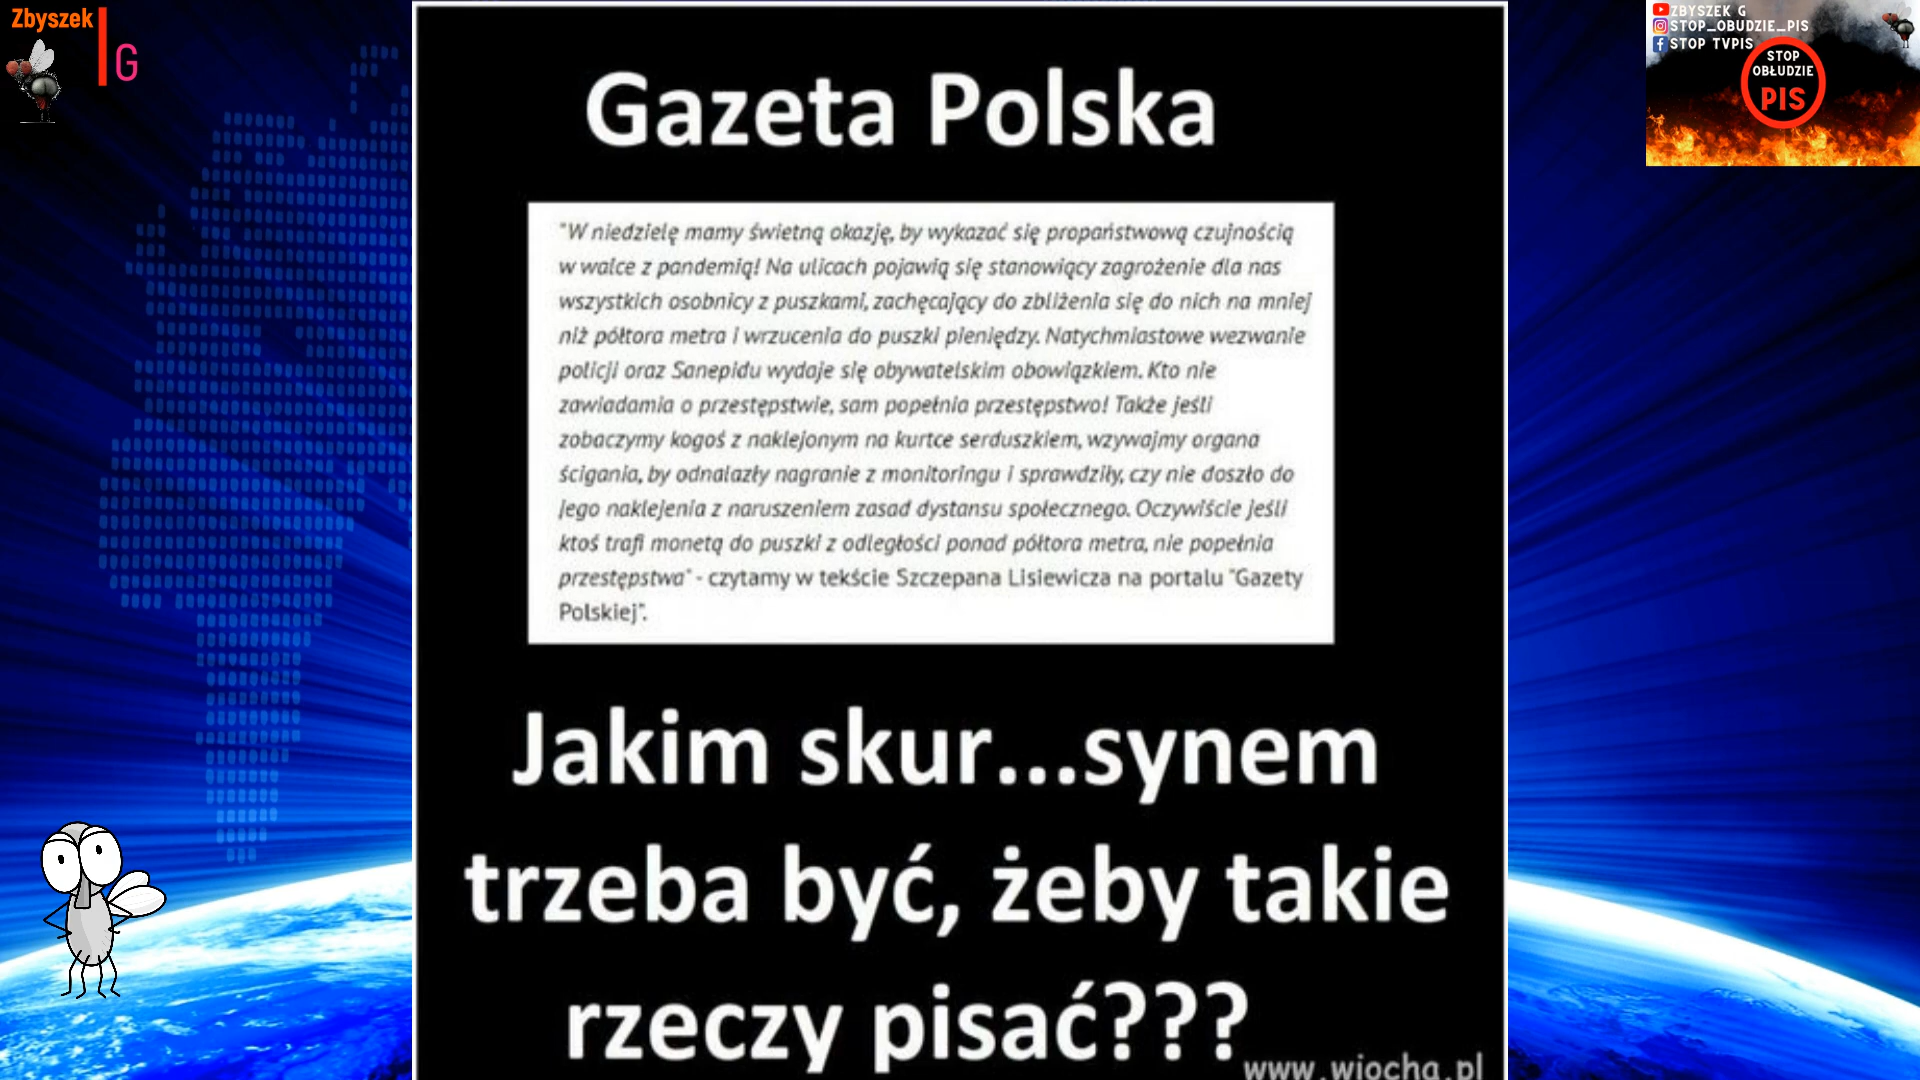 Zbyszek
G
ZBYSZEK G
STOP_OBUDZIE_PIS
STOP TVPIS
STOP
OBŁUDZIE
PIS
Gazeta Polska
"W niedzielę mamy świetną okazję, by wykazać się propaństwową czujnością
w walce z pandemią! Na ulicach pojawią się stanowiący zagrożenie dla nas
wszystkich osobnicy z puszkami, zachęcający do zbliżenia się do nich na mniej
niż półtora metra i wrzucenia do puszki pieniędzy. Natychmiastowe wezwanie
policji oraz Sanepidu wydaje się obywatelskim obowiązkiem. Kto nie
zawiadamia o przestępstwie, sam popełnia przestępstwo! Także jeśli
zobaczymy kogoś z naklejonym na kurtce serduszkiem, wzywajmy organa
ścigania, by odnalazły nagranie z monitoringu i sprawdziły, czy nie doszło do
jego naklejenia z naruszeniem zasad dystansu społecznego. Oczywiście jeśli
ktoś trafi monetą do puszki z odległości ponad półtora metra, nie popełnia
przestępstwa" - czytamy w tekście Szczepana Lisiewicza na portalu "Gazety
Polskiej".
Jakim skur...synem
trzeba być, żeby takie
rzeczy pisać???
www.wiocha.pl